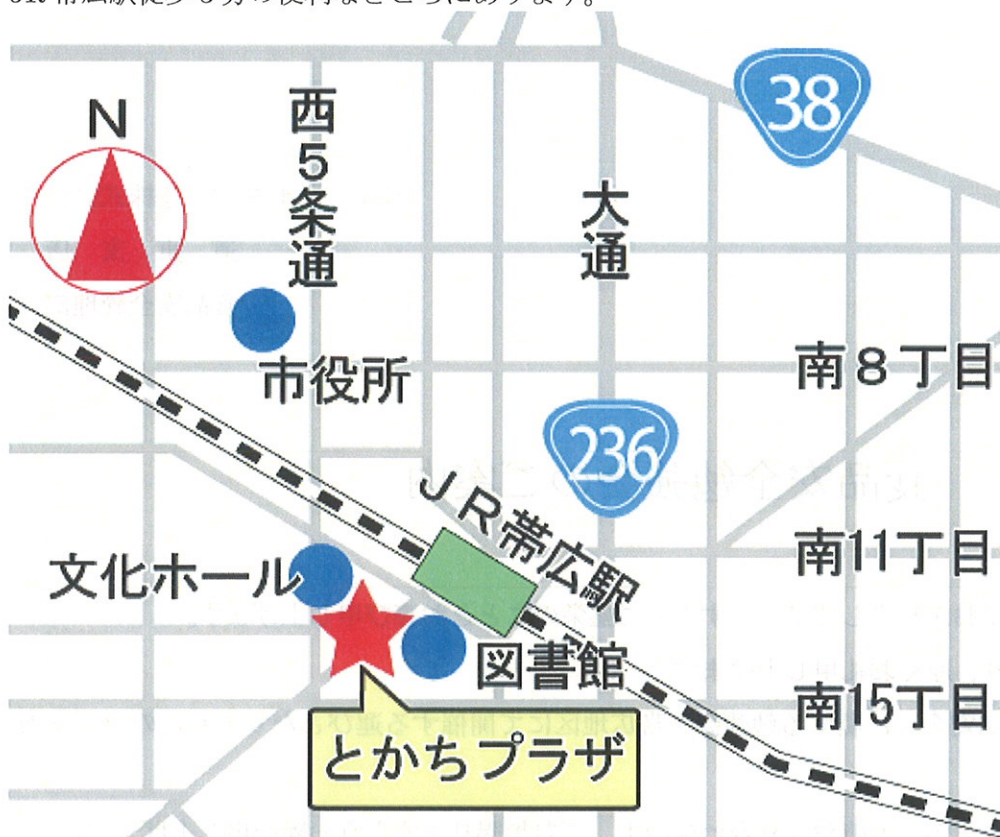 N
西5条通
38
大通
市役所
南8丁目
236
JR帯広駅
南11丁目
文化ホール
図書館
南15丁目
とかちプラザ